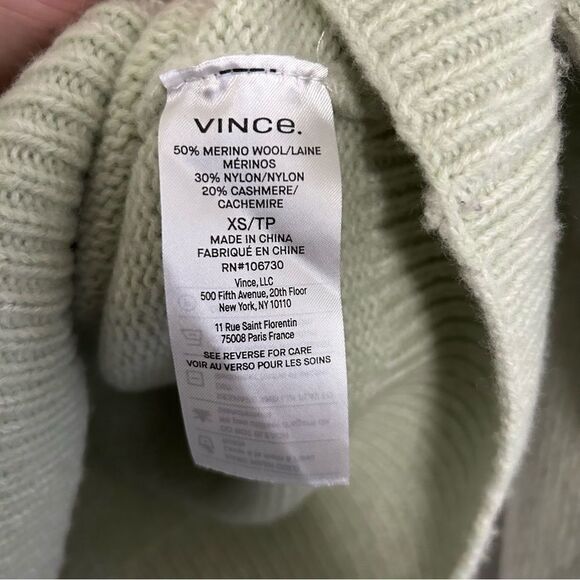 VINCe.
50% MERINO WOOL/LAINE
MÉRINOS
30% NYLON/NYLON
20% CASHMERE/
CACHEMIRE
XS/TP
MADE IN CHINA
FABRIQUÉ EN CHINE
RN#106730
Vince, LLC
500 Fifth Avenue, 20th Floor
New York, NY 10110
11 Rue Saint Florentin
75008 Paris France
SEE REVERSE FOR CARE
VOIR AU VERSO POUR LES SOINS